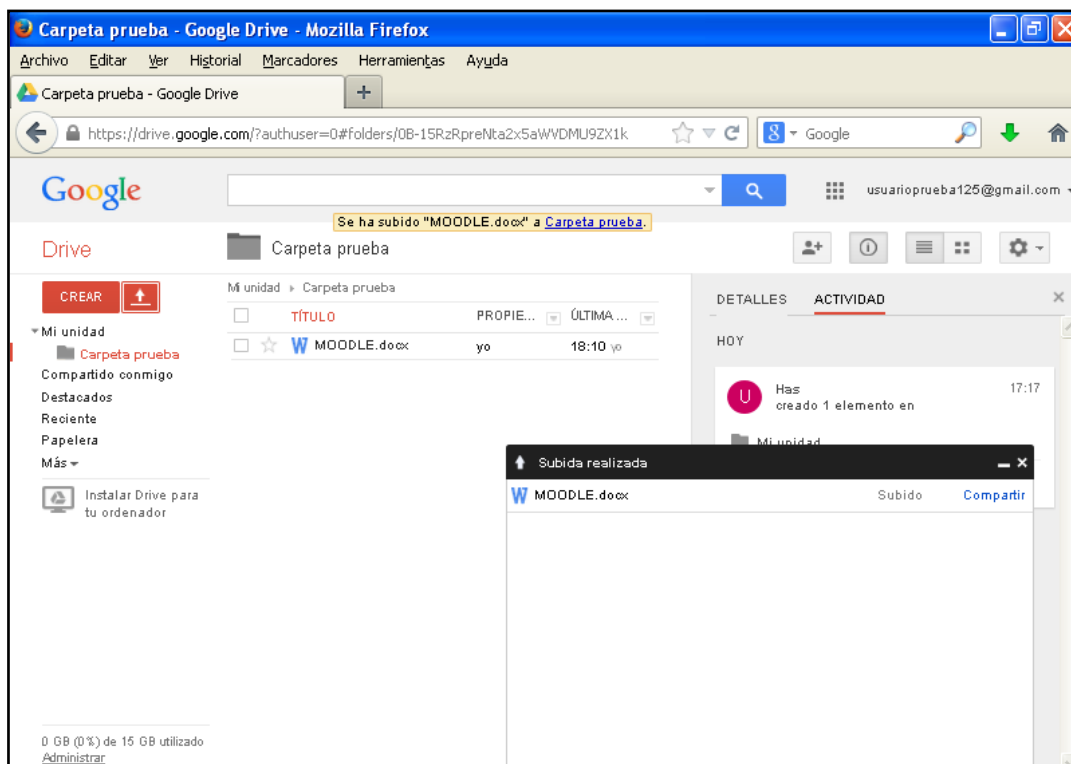 Carpeta prueba - Google Drive - Mozilla Firefox
Archivo Editar Ver Historial Marcadores Herramientas Ayuda
Carpeta prueba - Google Drive +
https://drive.google.com/?authuser=0#folders/0B-15RzRpreNta2x5aWVDMU9ZX1k 8 Google
Google usuarioprueba125@gmail.com
Se ha subido "MOODLE.docx" a Carpeta prueba.
Drive Carpeta prueba
CREAR
Mi unidad
Carpeta prueba
Compartido conmigo
Destacados
Reciente
Papelera
Más
Instalar Drive para
tu ordenador
0 GB (0%) de 15 GB utilizado
Administrar
Mi unidad Carpeta prueba
TÍTULO PROPIE... ÚLTIMA ...
W MOODLE.docx yo 18:10 yo
DETALLES ACTIVIDAD
HOY
U Has 17:17
creado 1 elemento en
Mi unidad
Subida realizada
W MOODLE.docx Subido Compartir